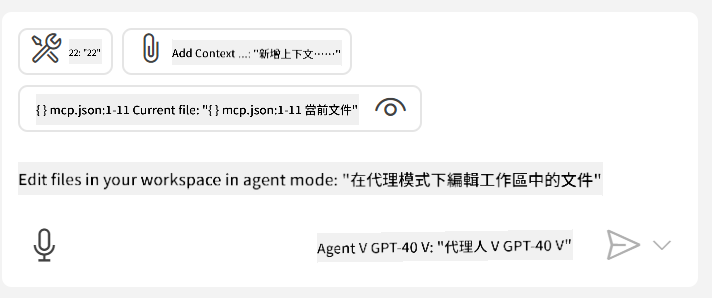 22: "22"
Add Context ...: "新增上下文……"
{ } mcp.json:1-11 Current file: "{ } mcp.json:1-11 當前文件"
Edit files in your workspace in agent mode: "在代理模式下編輯工作區中的文件"
Agent V GPT-40 V: "代理人 V GPT-40 V"